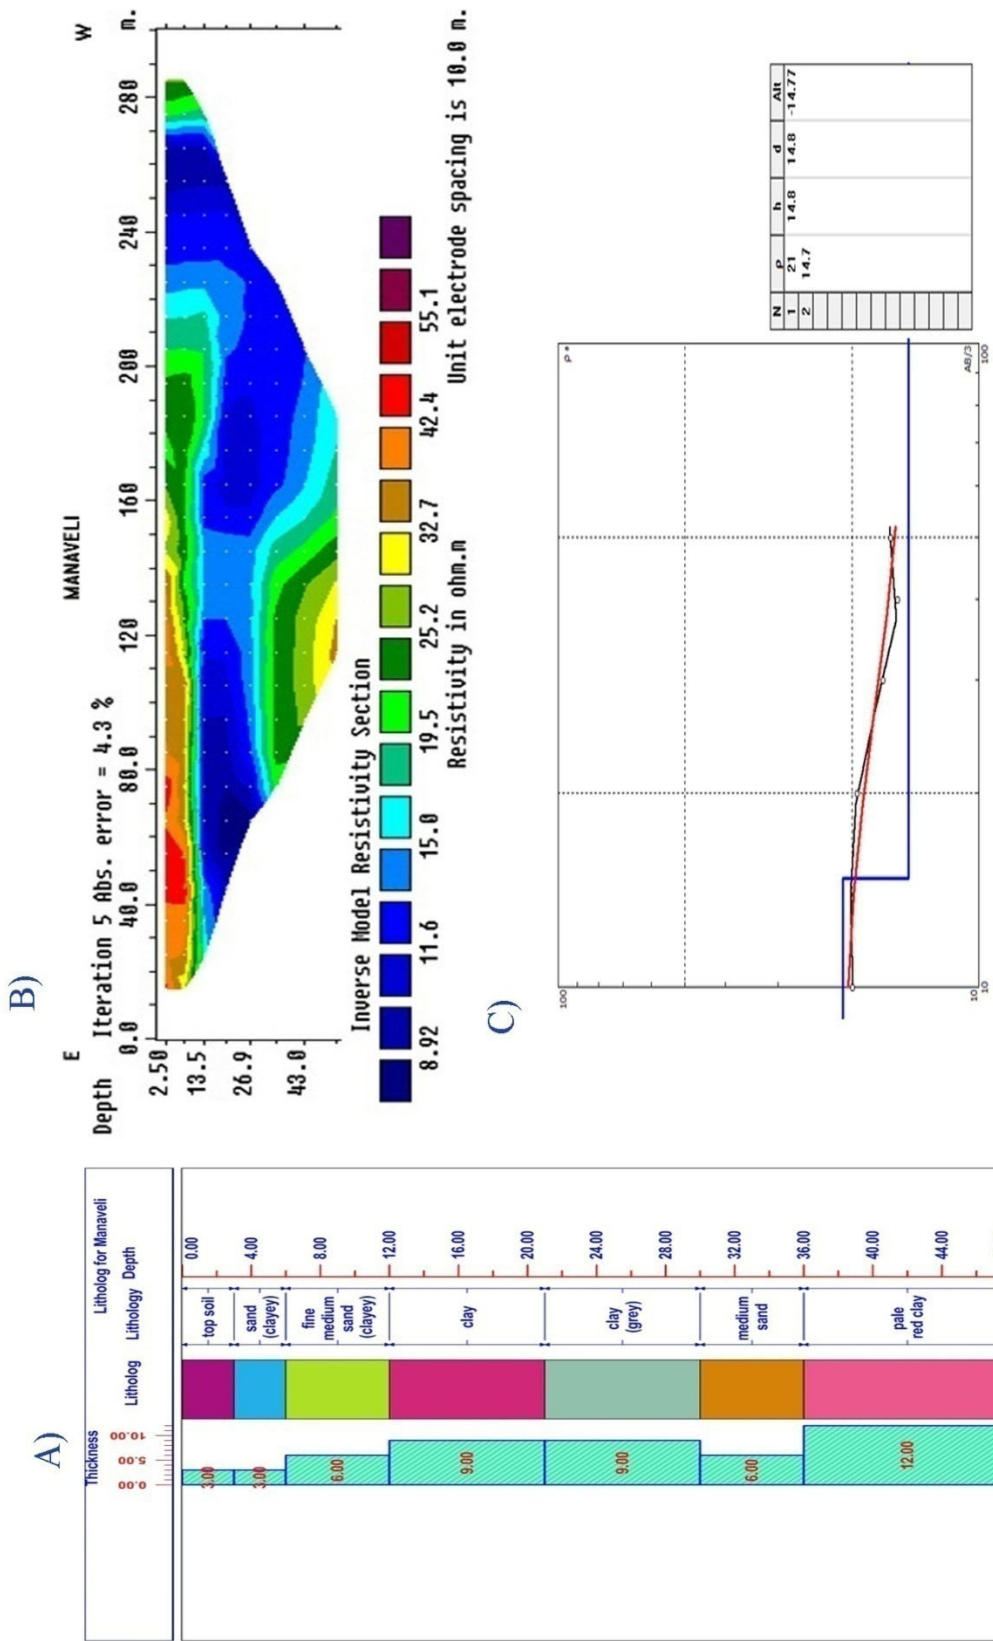 A)
Litholog for Manaveli
Thickness Litholog Lithology Depth
0.00 5.00 10.00
0.00
3.00 top soil
4.00
3.00 sand
(clayey)
8.00
6.00 fine
medium
sand
(clayey)
12.00
9.00 clay
16.00
20.00
9.00 clay
(grey)
24.00
28.00
6.00 medium
sand
32.00
36.00
12.00 pale
red clay
40.00
44.00
B)
E MANAVELI W
Depth Iteration 5 Abs. error = 4.3 %
0.0 40.0 80.0 120 160 200 240 280 m.
2.50
13.5
26.9
43.0
Inverse Model Resistivity Section
8.92 11.6 15.0 19.5 25.2 32.7 42.4 55.1
Resistivity in ohm.m
Unit electrode spacing is 10.0 m.
C)
100
ρ*
AB/3
10
10
100
N ρ h d Alt
1 21 14.8 14.8 -14.77
2 14.7